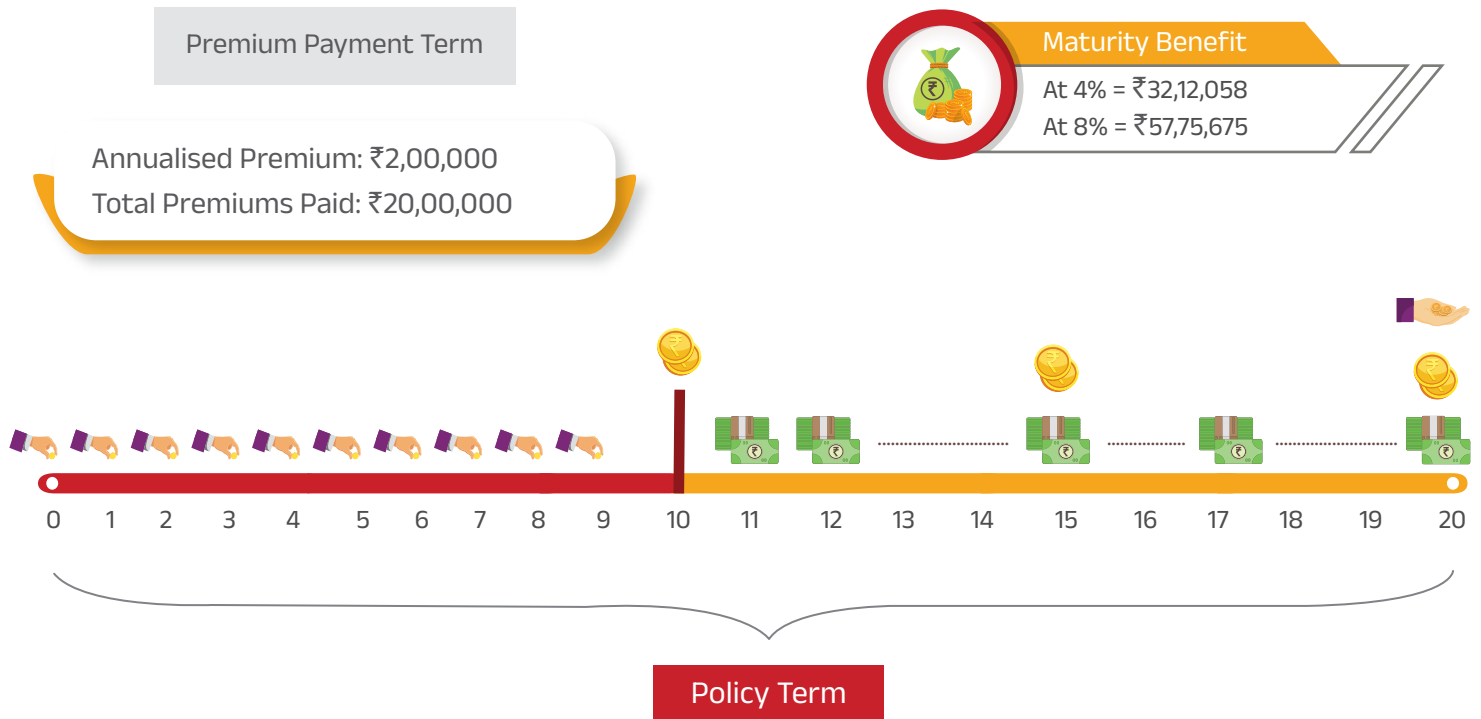 Premium Payment Term
Annualised Premium: ₹2,00,000
Total Premiums Paid: ₹20,00,000
Maturity Benefit
At 4% = ₹32,12,058
At 8% = ₹57,75,675
0 1 2 3 4 5 6 7 8 9 10 11 12 13 14 15 16 17 18 19 20
Policy Term